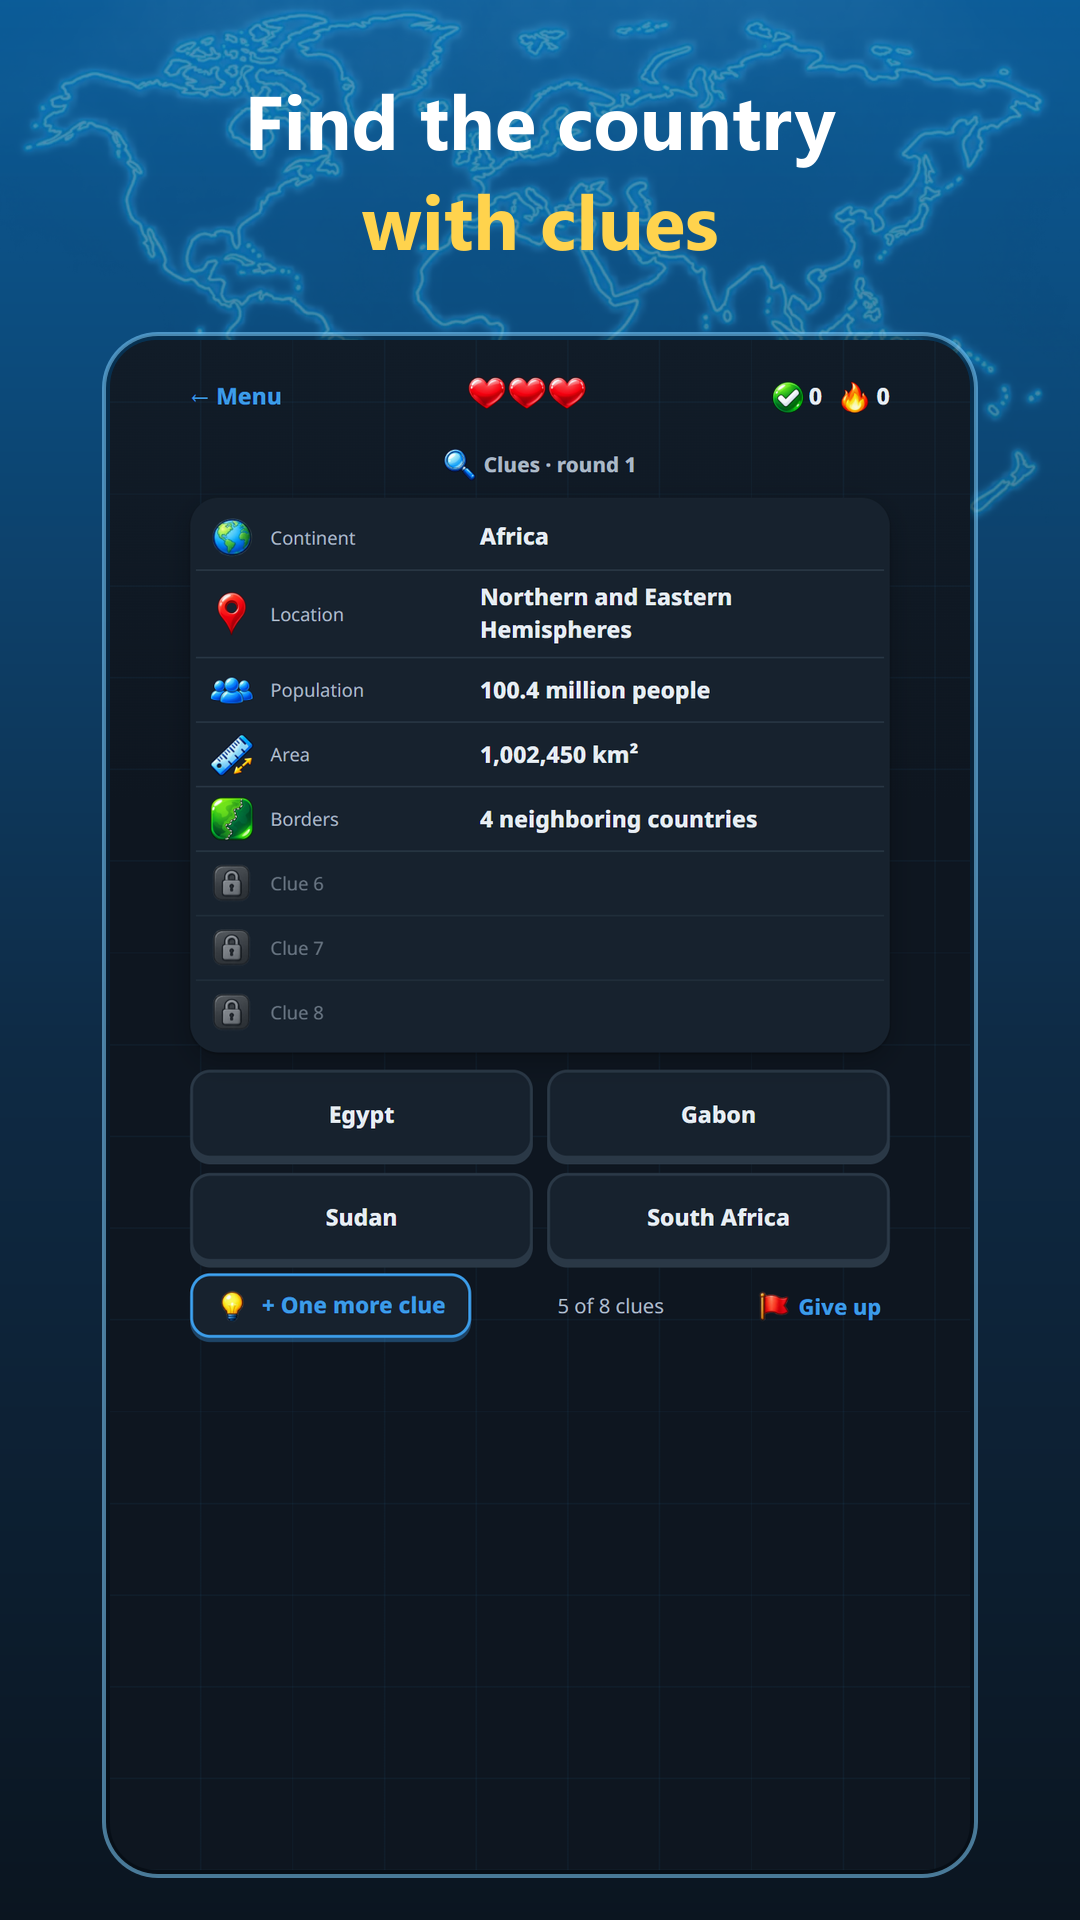 Find the country
with clues
← Menu
0
0
Clues · round 1
Continent
Africa
Location
Northern and Eastern
Hemispheres
Population
100.4 million people
Area
1,002,450 km²
Borders
4 neighboring countries
Clue 6
Clue 7
Clue 8
Egypt
Gabon
Sudan
South Africa
+ One more clue
5 of 8 clues
Give up